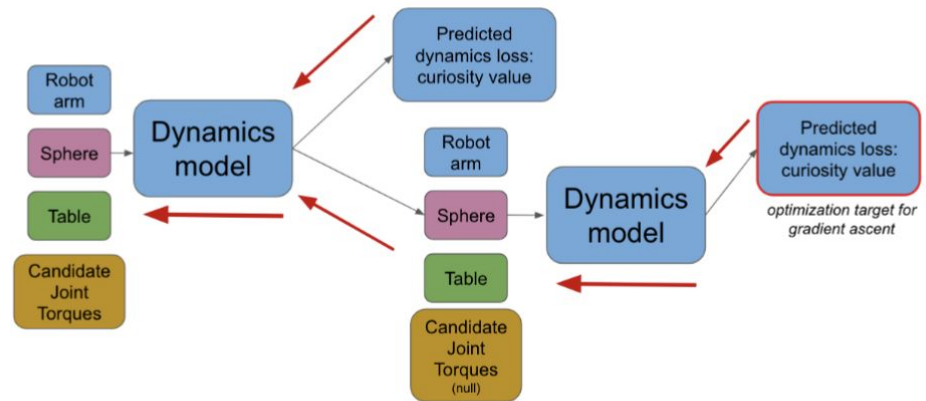 Robot
arm
Sphere
Table
Candidate
Joint
Torques
Dynamics
model
Predicted
dynamics loss:
curiosity value
Robot
arm
Sphere
Table
Candidate
Joint
Torques
(null)
Dynamics
model
Predicted
dynamics loss:
curiosity value
optimization target for
gradient ascent